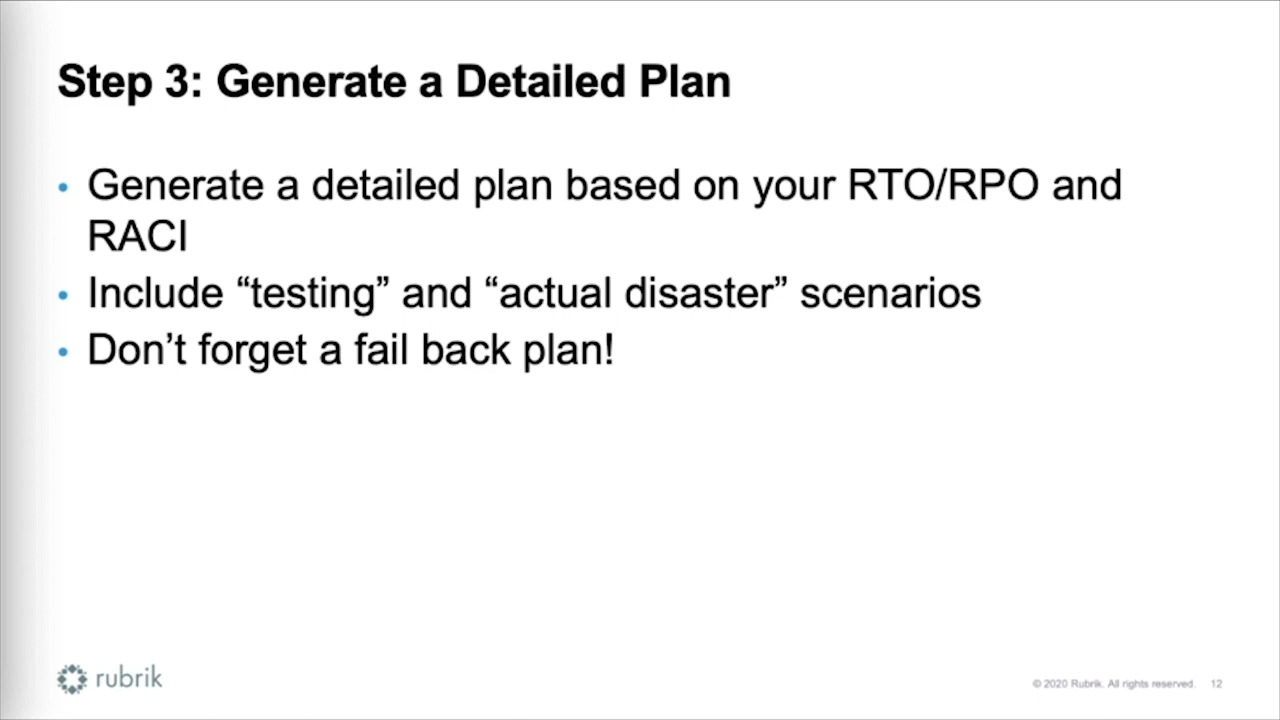 Step 3: Generate a Detailed Plan
• Generate a detailed plan based on your RTO/RPO and
RACI
• Include “testing” and “actual disaster” scenarios
• Don’t forget a fail back plan!
rubrik
© 2020 Rubrik. All rights reserved. 12